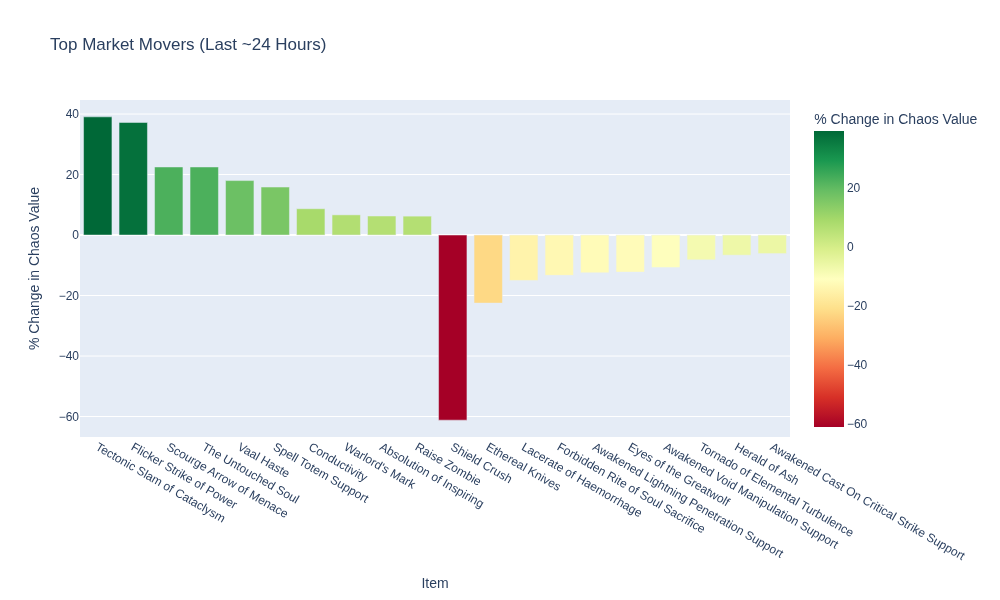 Top Market Movers (Last ~24 Hours)
% Change in Chaos Value
40
20
0
−20
−40
−60
% Change in Chaos Value
20
0
−20
−40
−60
Tectonic Slam of Cataclysm
Flicker Strike of Power
Scourge Arrow of Menace
The Untouched Soul
Vaal Haste
Spell Totem Support
Conductivity
Warlord's Mark
Absolution of Inspiring
Raise Zombie
Shield Crush
Ethereal Knives
Lacerate of Haemorrhage
Forbidden Rite of Soul Sacrifice
Awakened Lightning Penetration Support
Eyes of the Greatwolf
Awakened Void Manipulation Support
Tornado of Elemental Turbulence
Herald of Ash
Awakened Cast On Critical Strike Support
Item